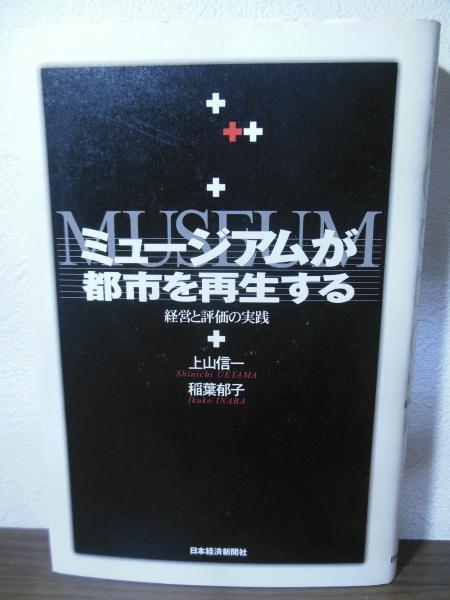 MUSEUM
ミュージアムが
都市を再生する
経営と評価の実践
上山信一
Shinichi UEYAMA
稲葉郁子
Ikuko INABA
日本経済新聞社